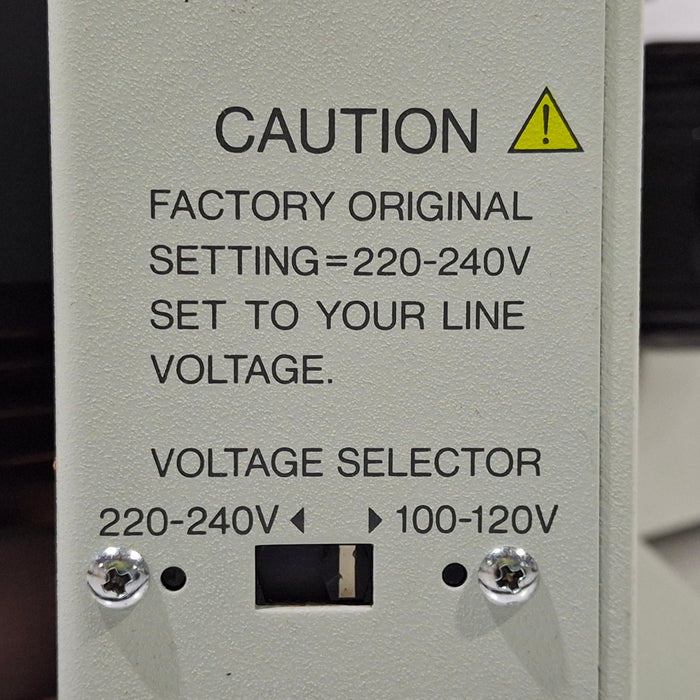 CAUTION
FACTORY ORIGINAL
SETTING=220-240V
SET TO YOUR LINE
VOLTAGE.
VOLTAGE SELECTOR
220-240V ◀ ▶ 100-120V